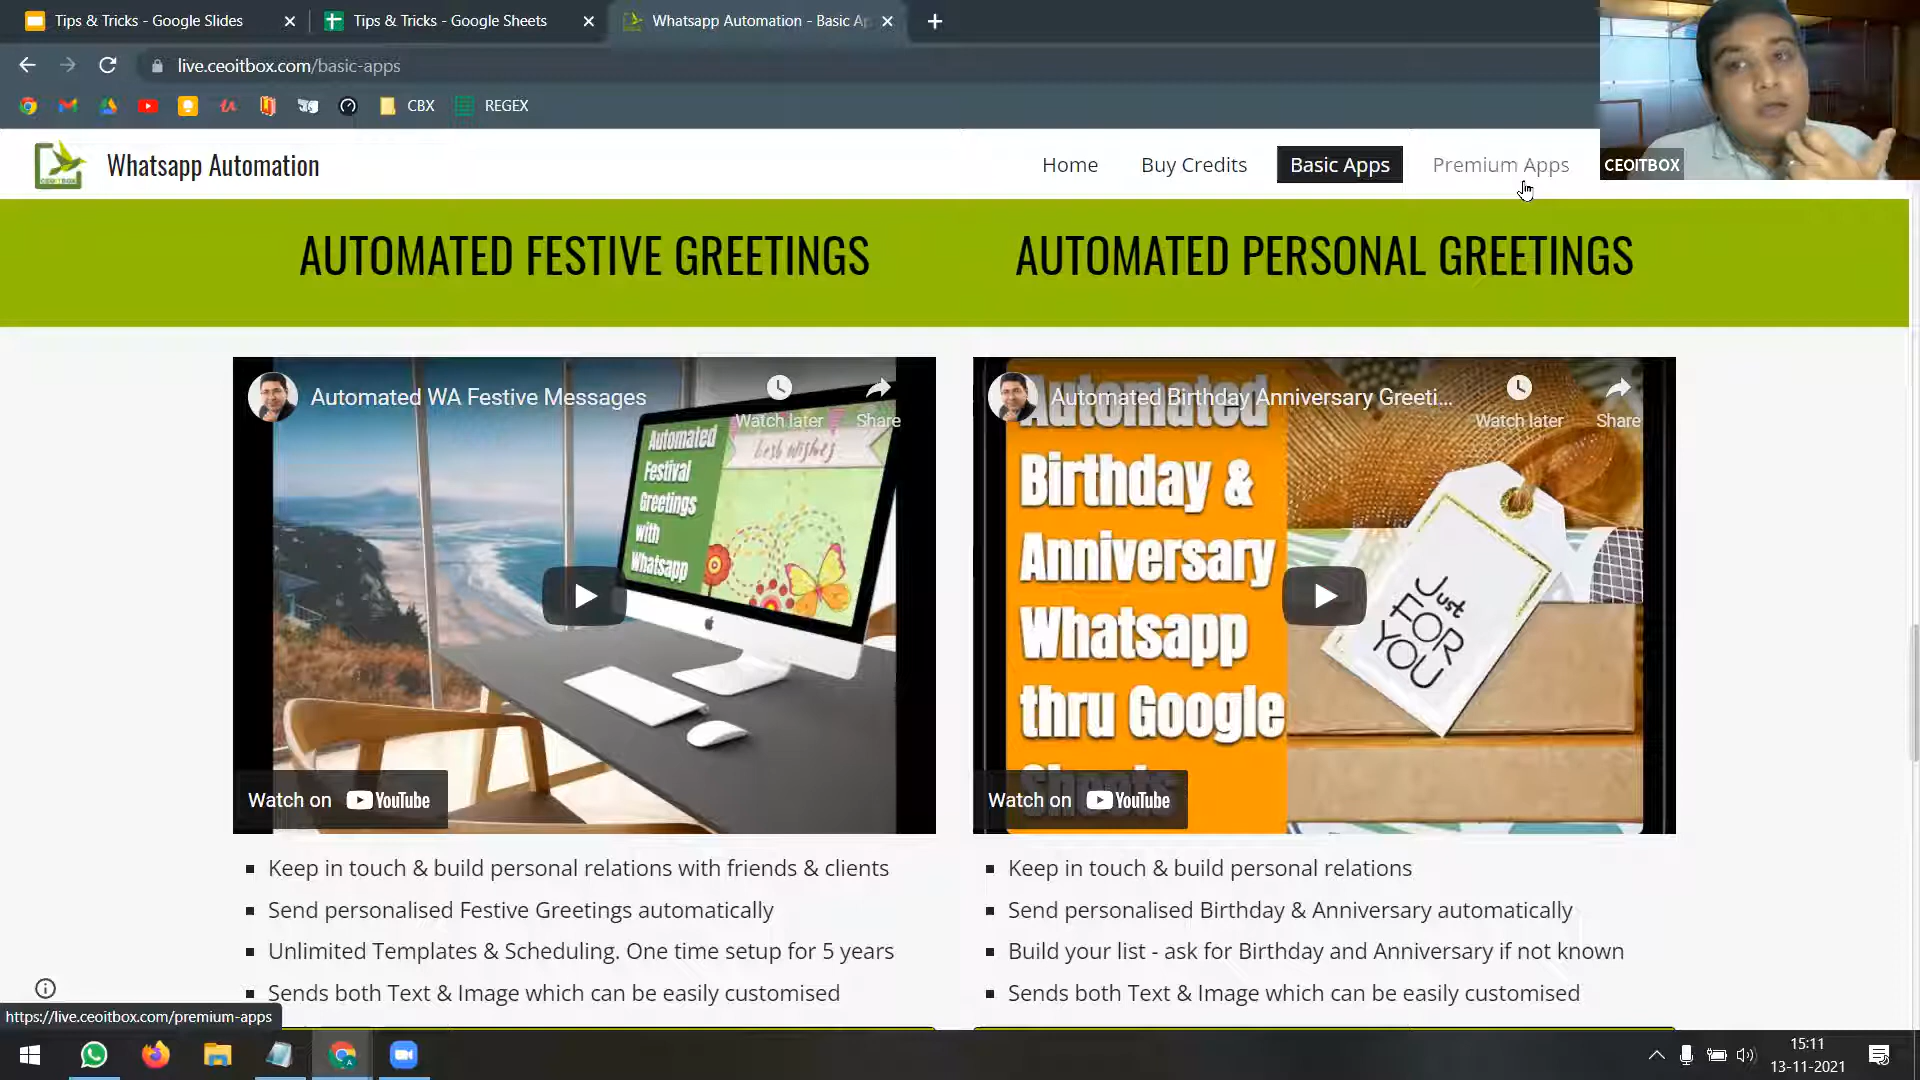 Tips & Tricks - Google Slides
Tips & Tricks - Google Sheets
Whatsapp Automation - Basic Ap
live.ceoitbox.com/basic-apps
CBX
REGEX
Whatsapp Automation
Home
Buy Credits
Basic Apps
Premium Apps
CEOITBOX
AUTOMATED FESTIVE GREETINGS
AUTOMATED PERSONAL GREETINGS
Automated WA Festive Messages
Watch later
Share
Automated
Festival
Greetings
with
Whatsapp
best wishes
Watch on YouTube
Automated Birthday Anniversary Greeti...
Watch later
Share
Automated
Birthday &
Anniversary
Whatsapp
thru Google
Sheets
Just
FOR
YOU
Watch on YouTube
Keep in touch & build personal relations with friends & clients
Send personalised Festive Greetings automatically
Unlimited Templates & Scheduling. One time setup for 5 years
Sends both Text & Image which can be easily customised
Keep in touch & build personal relations
Send personalised Birthday & Anniversary automatically
Build your list - ask for Birthday and Anniversary if not known
Sends both Text & Image which can be easily customised
https://live.ceoitbox.com/premium-apps
15:11
13-11-2021